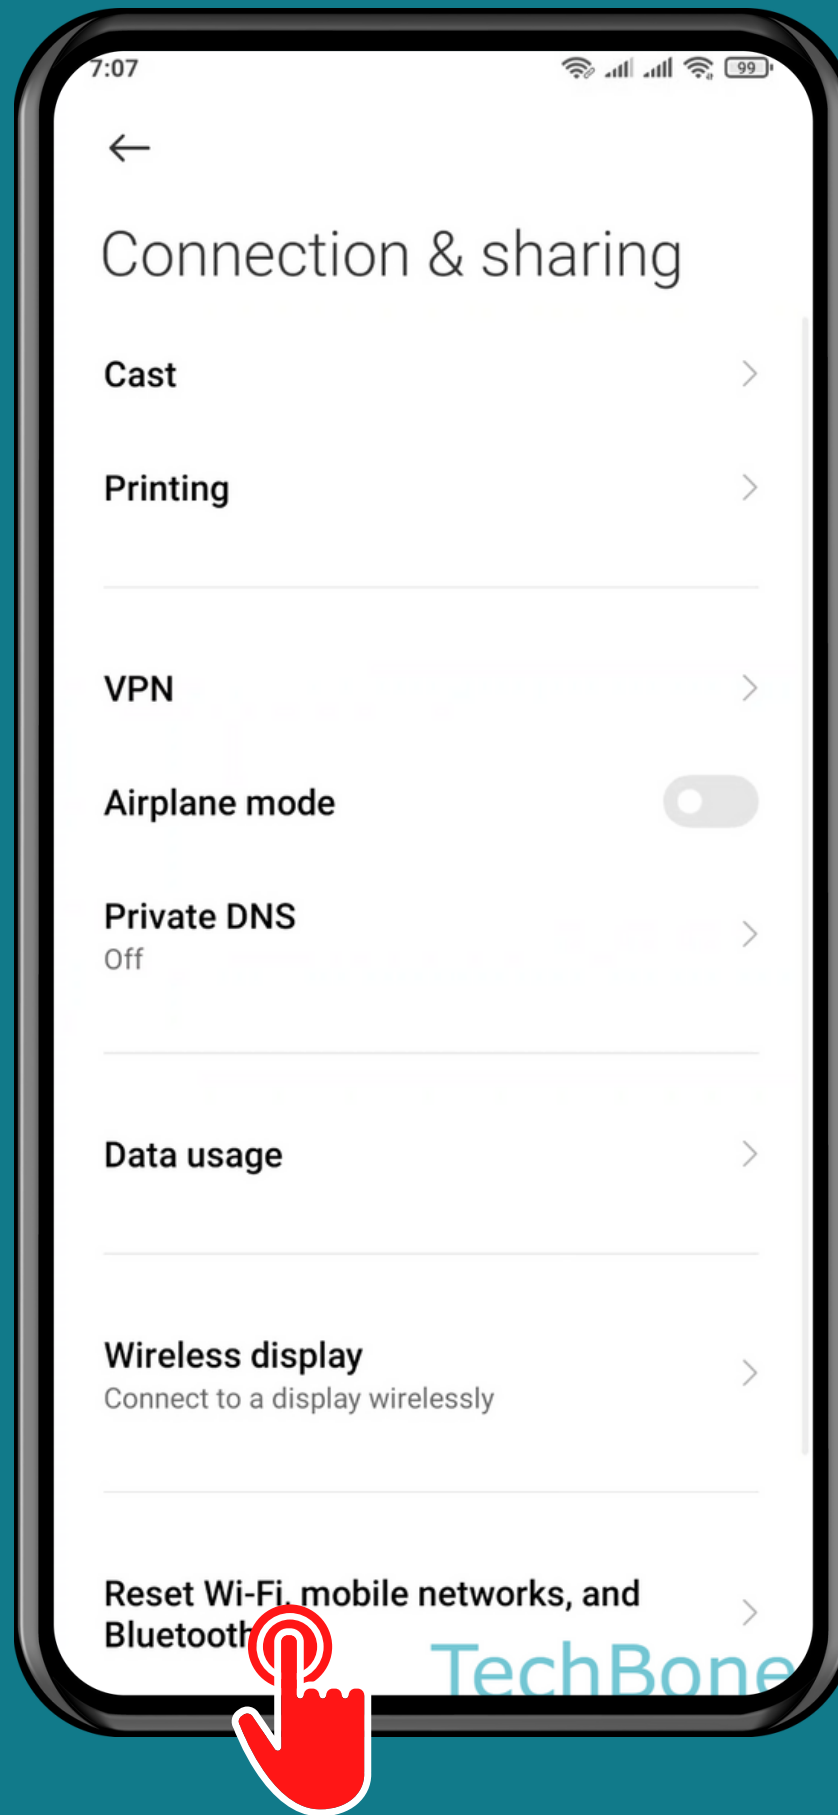 7:07
99
Connection & sharing
Cast
Printing
VPN
Airplane mode
Private DNS
Off
Data usage
Wireless display
Connect to a display wirelessly
Reset Wi-Fi, mobile networks, and
Bluetooth
TechBone